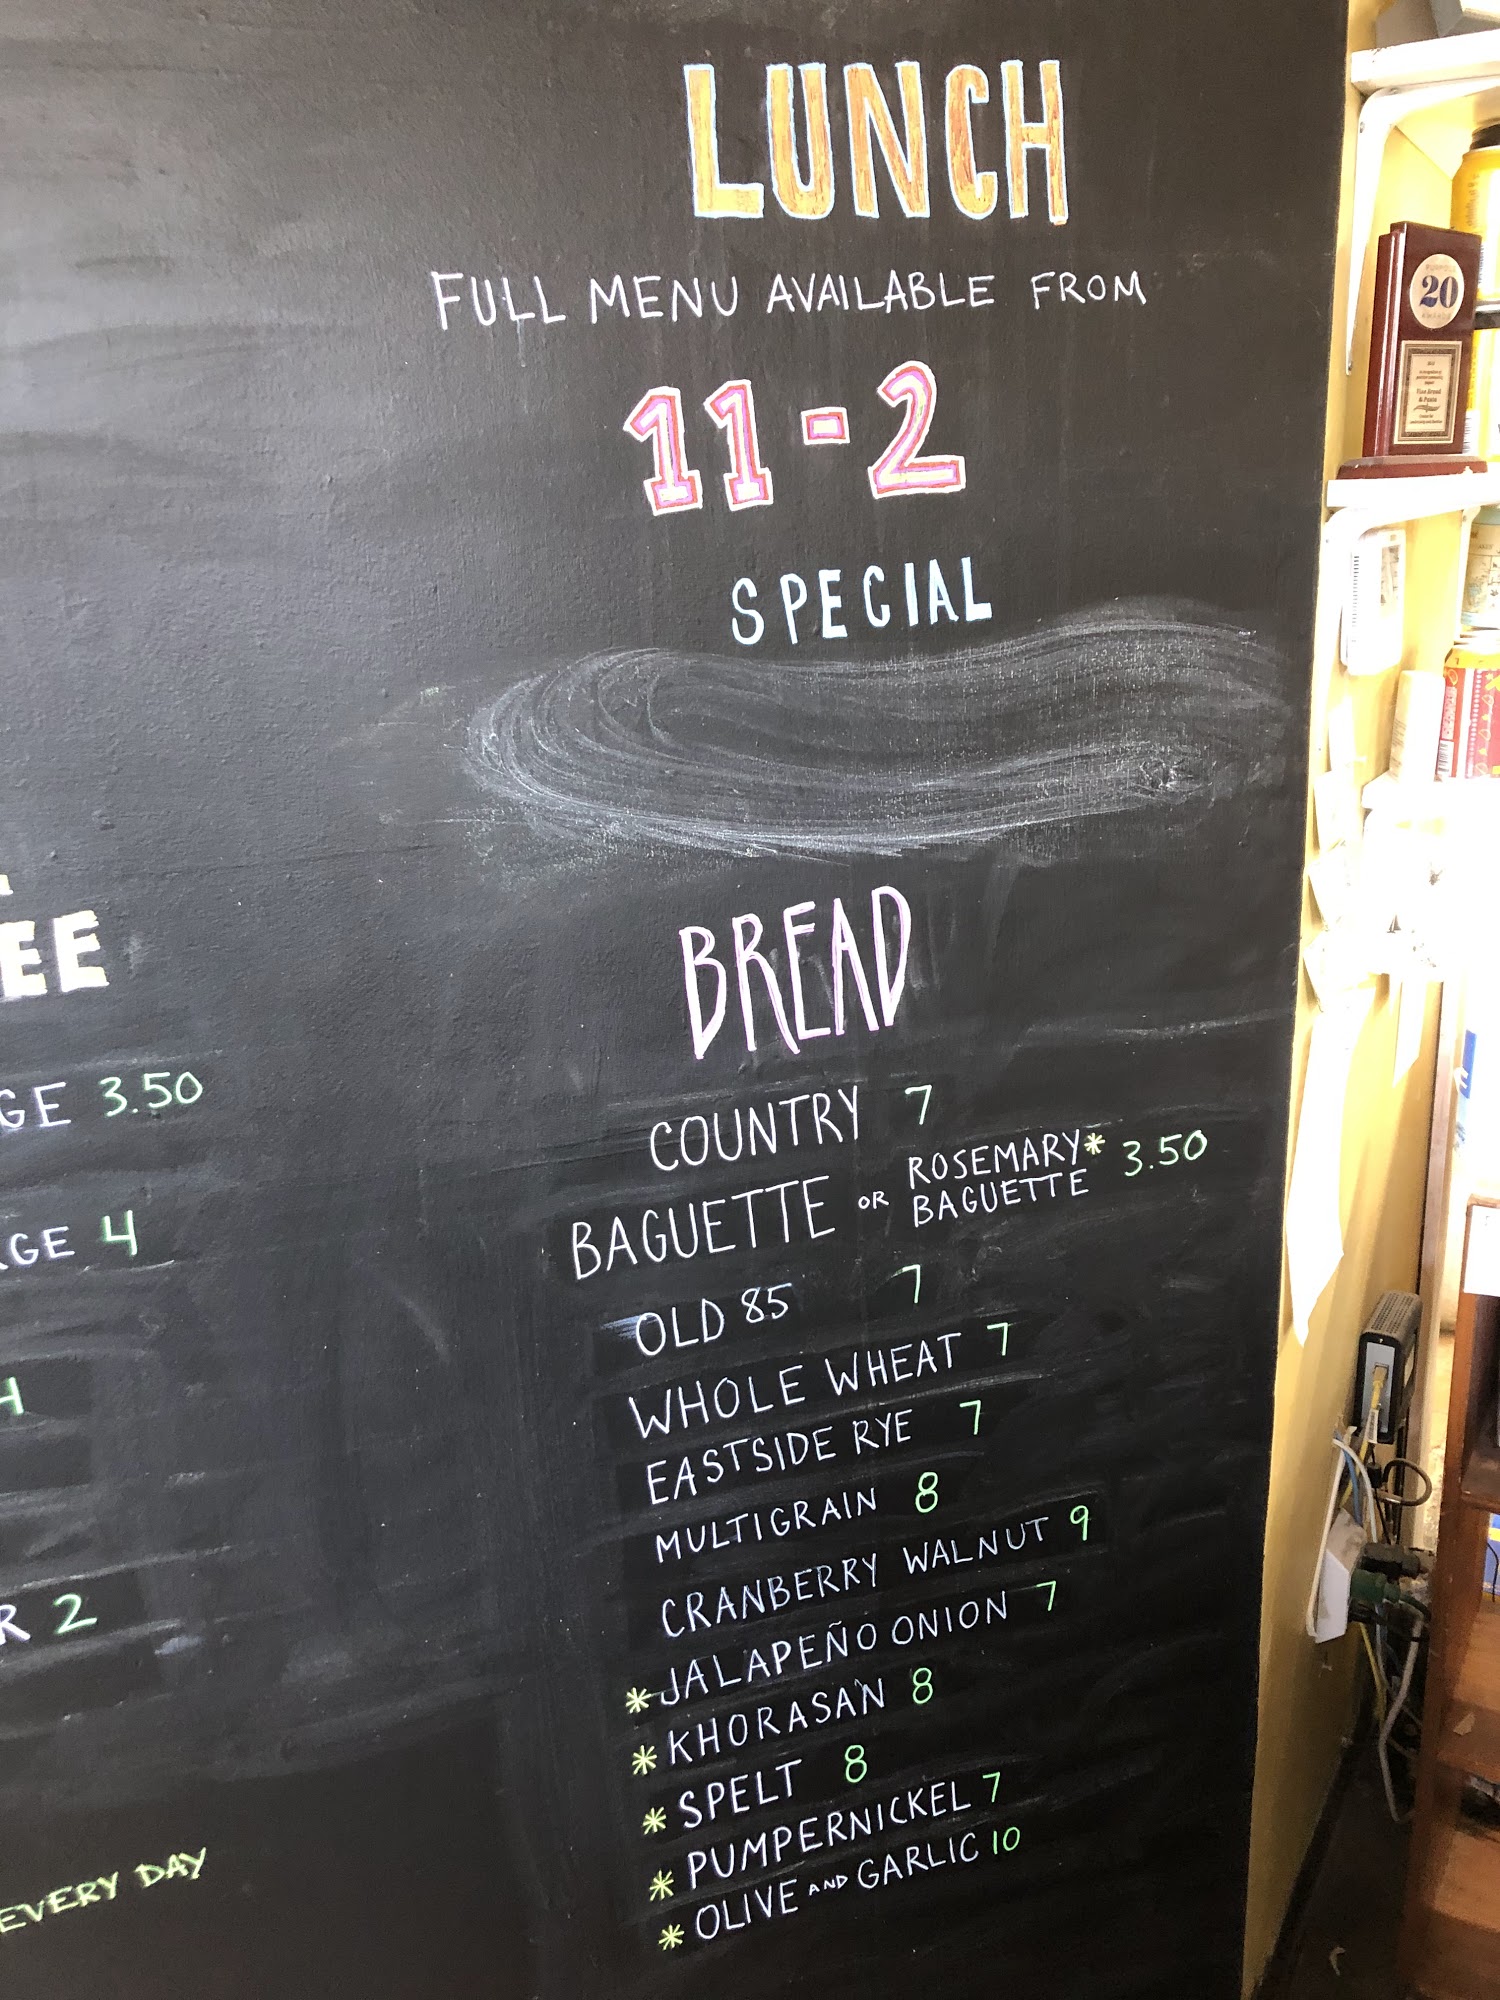 LUNCH
FULL MENU AVAILABLE FROM
11-2
SPECIAL
BREAD
COUNTRY 7
BAGUETTE OR ROSEMARY* BAGUETTE 3.50
OLD 85 7
WHOLE WHEAT 7
EASTSIDE RYE 7
MULTIGRAIN 8
CRANBERRY WALNUT 9
*JALAPEÑO ONION 7
*KHORASAN 8
*SPELT 8
*PUMPERNICKEL 7
*OLIVE AND GARLIC 10
EE
GE 3.50
GE 4
R 2
EVERY DAY
20